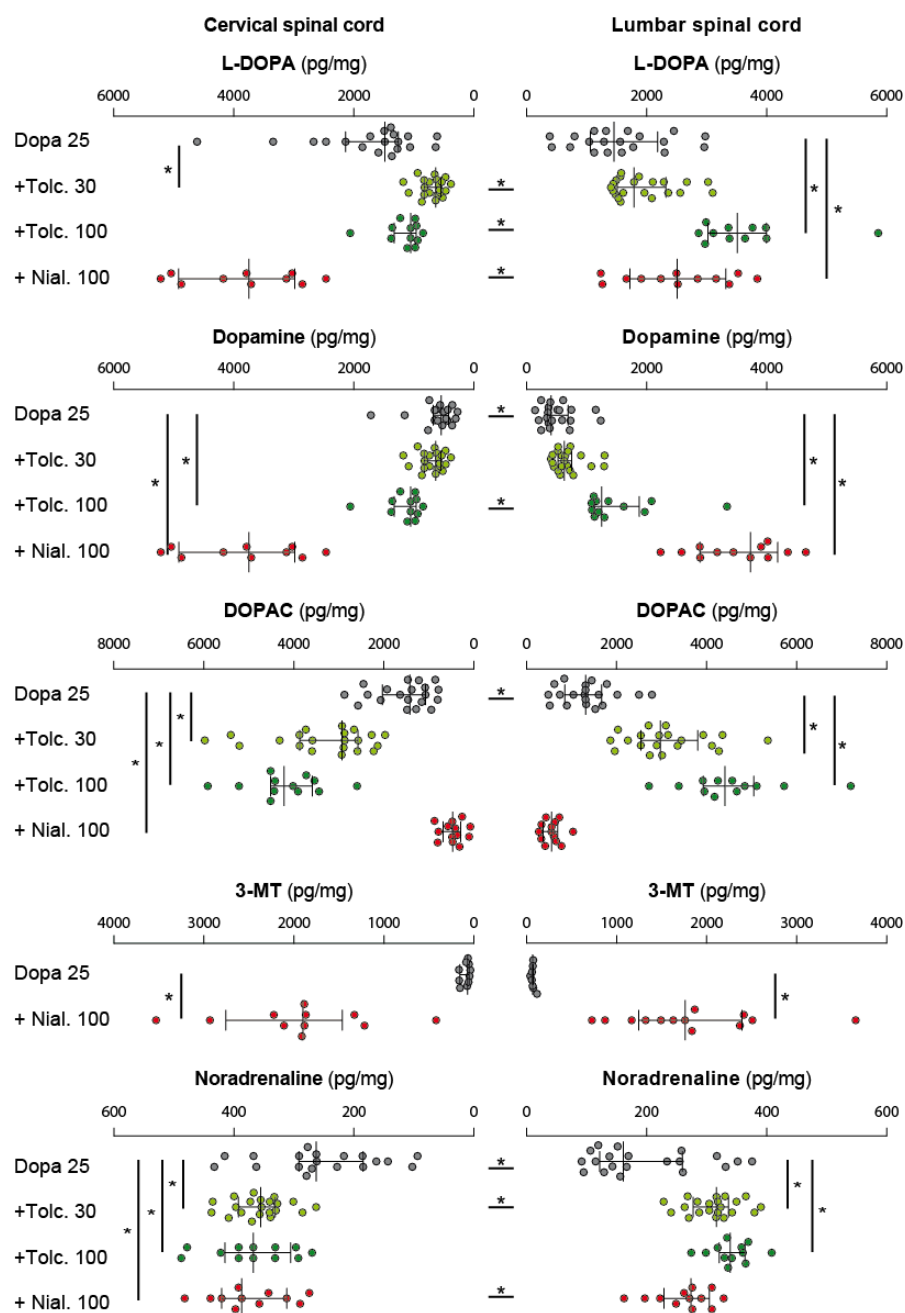 Cervical spinal cord Lumbar spinal cord
L-DOPA (pg/mg) L-DOPA (pg/mg)
6000 4000 2000 0 0 2000 4000 6000
Dopa 25
*
+Tolc. 30 * *
+Tolc. 100 * *
+ Nial. 100 *
Dopamine (pg/mg) Dopamine (pg/mg)
6000 4000 2000 0 0 2000 4000 6000
Dopa 25 *
+Tolc. 30
* * * *
+Tolc. 100 *
+ Nial. 100
DOPAC (pg/mg) DOPAC (pg/mg)
8000 6000 4000 2000 0 0 2000 4000 6000 8000
Dopa 25 *
* *
+Tolc. 30 * *
* 
+Tolc. 100
+ Nial. 100
3-MT (pg/mg) 3-MT (pg/mg)
4000 3000 2000 1000 0 0 1000 2000 3000 4000
Dopa 25
* *
+ Nial. 100
Noradrenaline (pg/mg) Noradrenaline (pg/mg)
600 400 200 0 0 200 400 600
Dopa 25 *
* *
+Tolc. 30 * * *
*
+Tolc. 100
+ Nial. 100 *